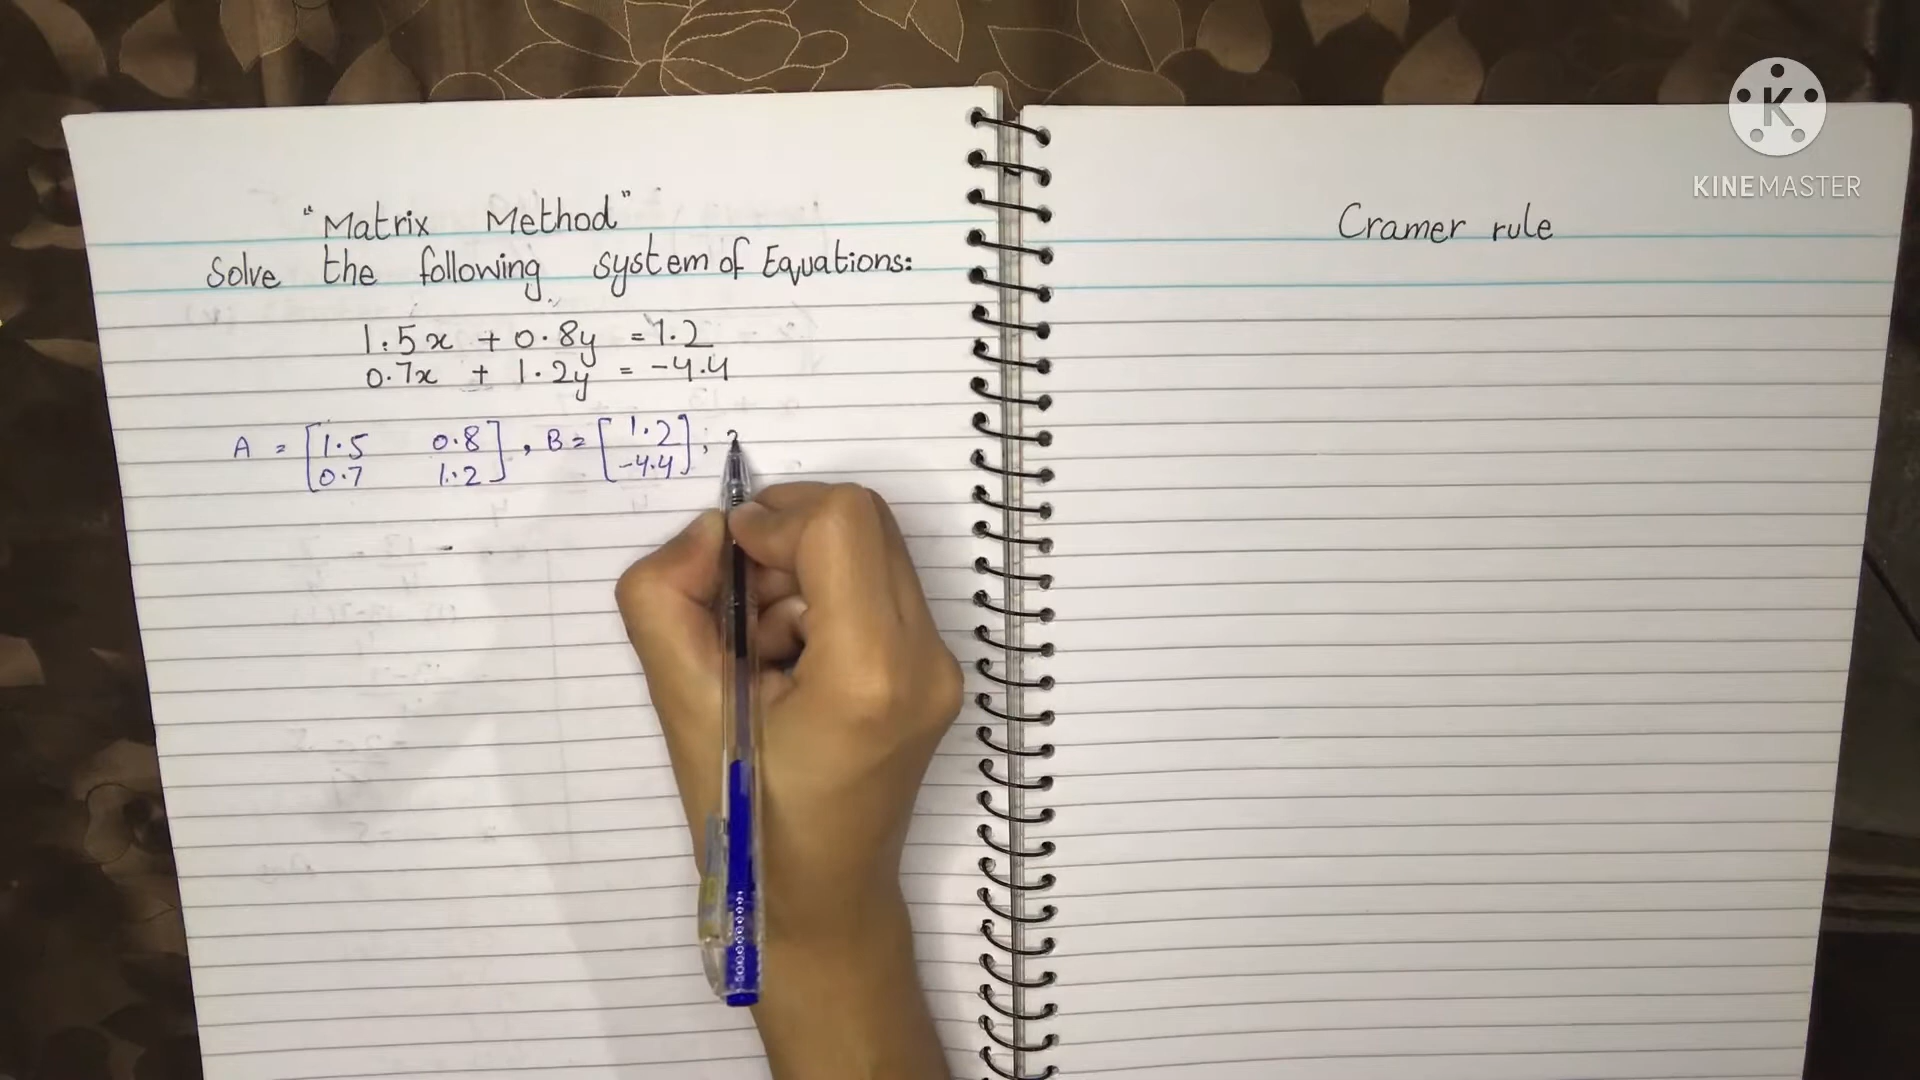 "Matrix Method"
Solve the following system of Equations:
1.5x + 0.8y = 1.2
0.7x + 1.2y = -4.4
A = [1.5 0.8] , B = [1.2] ;
[0.7 1.2] [-4.4]
Cramer rule
K
KINEMASTER